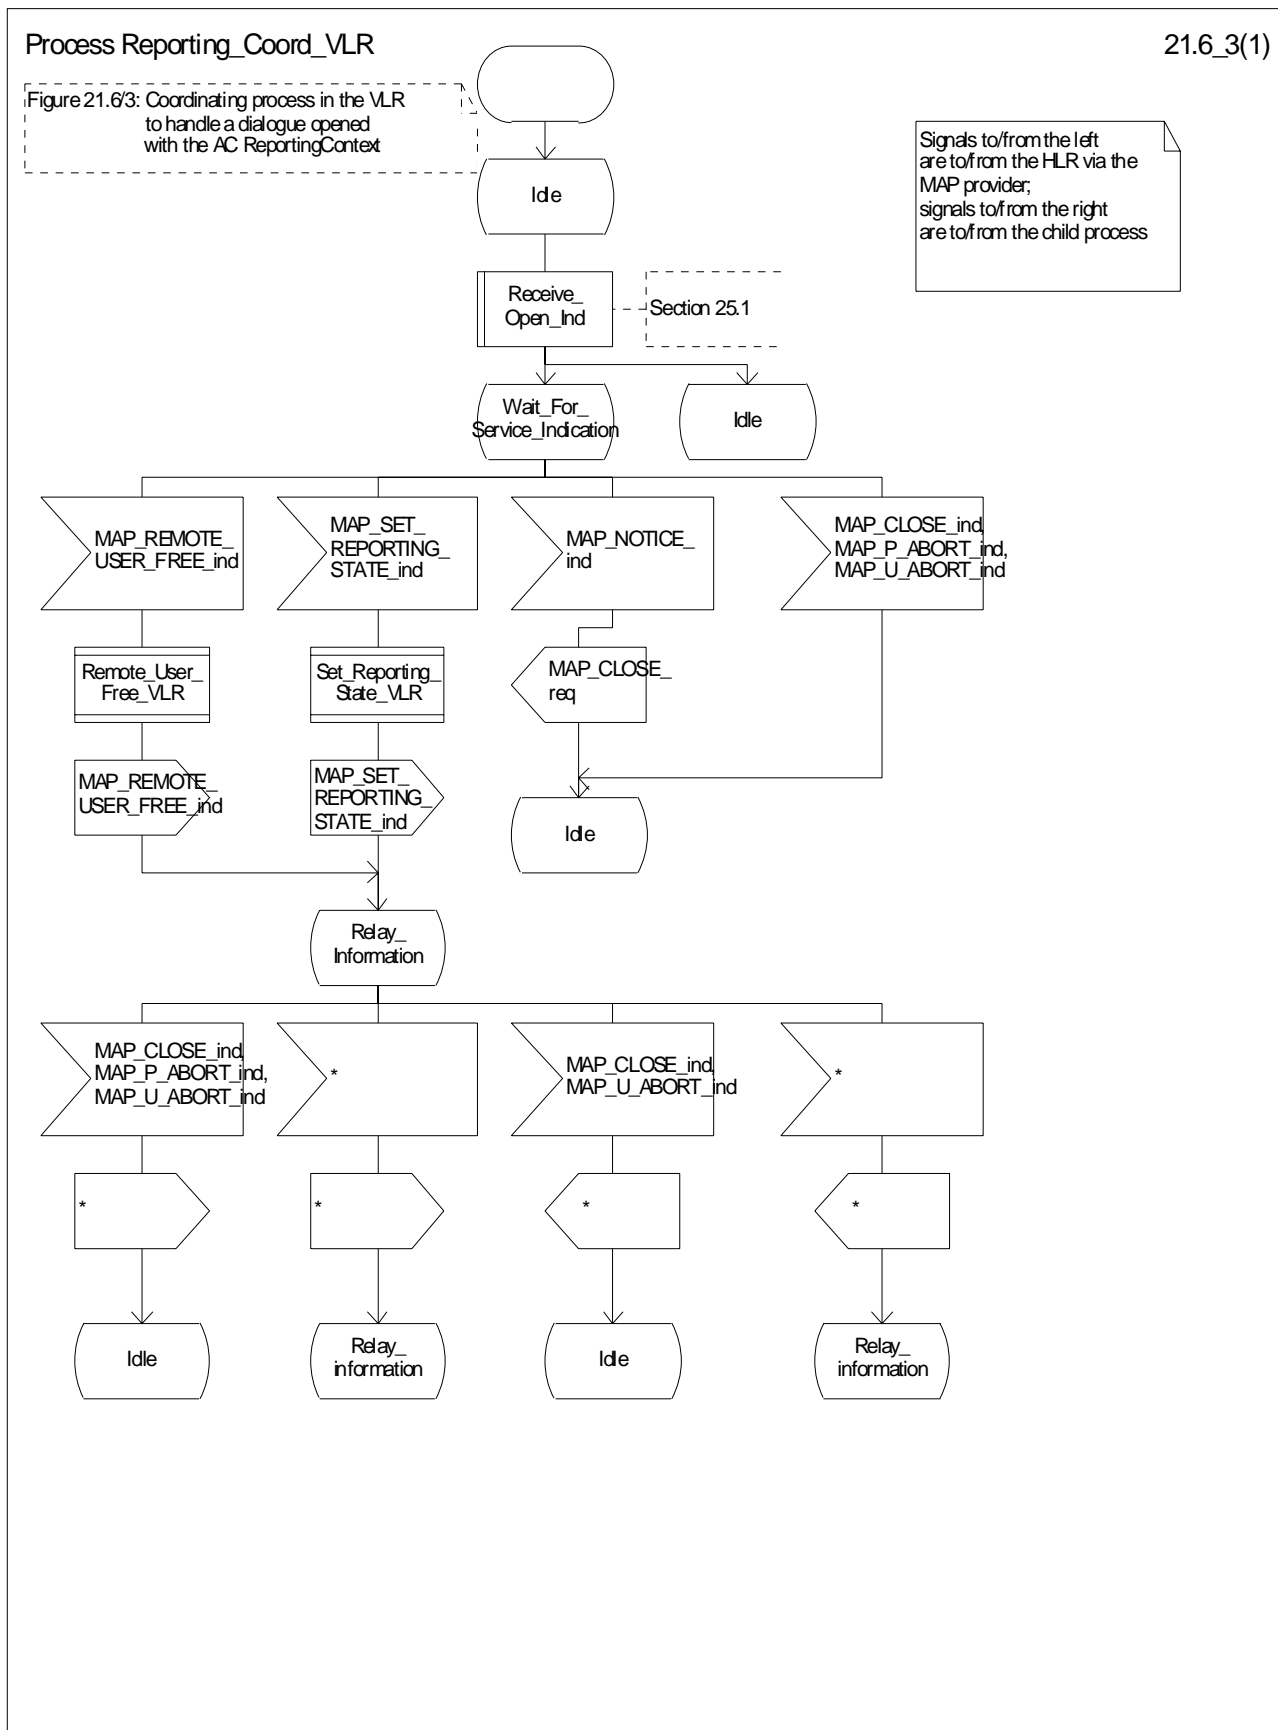 Process Reporting_Coord_VLR
21.6_3(1)
Figure 21.6/3: Coordinating process in the VLR
to handle a dialogue opened
with the AC ReportingContext
Signals to/from the left
are to/from the HLR via the
MAP provider;
signals to/from the right
are to/from the child process
Idle
Receive_
Open_Ind
Section 25.1
Wait_For_
Service_Indication
Idle
MAP_REMOTE_
USER_FREE_ind
MAP_SET_
REPORTING_
STATE_ind
MAP_NOTICE_
ind
MAP_CLOSE_ind,
MAP_P_ABORT_ind,
MAP_U_ABORT_ind
Remote_User_
Free_VLR
Set_Reporting_
State_VLR
MAP_CLOSE_
req
MAP_REMOTE_
USER_FREE_ind
MAP_SET_
REPORTING_
STATE_ind
Idle
Relay_
Information
MAP_CLOSE_ind,
MAP_P_ABORT_ind,
MAP_U_ABORT_ind
*
MAP_CLOSE_ind,
MAP_U_ABORT_ind
*
*
*
*
*
Idle
Relay_
information
Idle
Relay_
information